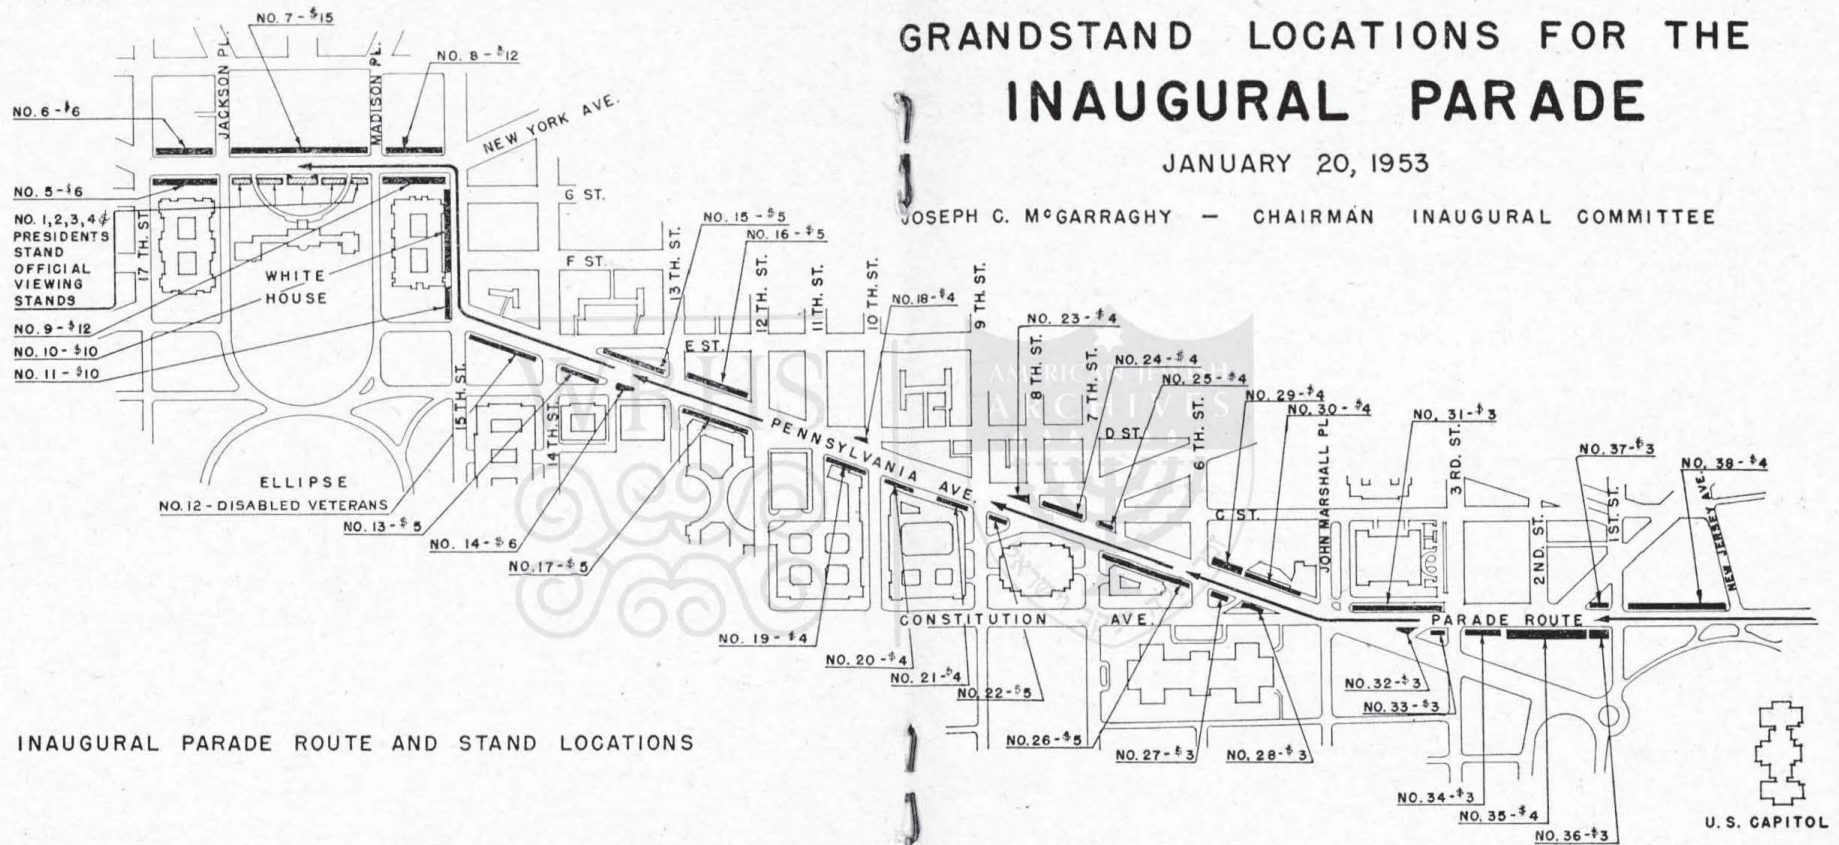 GRANDSTAND LOCATIONS FOR THE
INAUGURAL PARADE
JANUARY 20, 1953
JOSEPH C. McGARRAGHY — CHAIRMAN INAUGURAL COMMITTEE
NO. 7 - $15
NO. 8 - $12
NO. 6 - $6
JACKSON PL.
MADISON PL.
NEW YORK AVE.
NO. 5 - $6
NO. 1, 2, 3, 4 ¢
PRESIDENTS
STAND
OFFICIAL
VIEWING
STANDS
17 TH. ST.
WHITE
HOUSE
NO. 9 - $12
NO. 10 - $10
NO. 11 - $10
G ST.
F ST.
13 TH. ST.
NO. 15 - $5
NO. 16 - $5
12 TH. ST.
11 TH. ST.
10 TH. ST.
NO. 18 - $4
9 TH. ST.
E ST.
15 TH. ST.
14 TH. ST.
NO. 23 - $4
8 TH. ST.
7 TH. ST.
NO. 24 - $4
NO. 25 - $4
6 TH. ST.
D ST.
NO. 29 - $4
NO. 30 - $4
JOHN MARSHALL PL.
NO. 31 - $3
3 RD. ST.
NO. 37 - $3
NO. 38 - $4
C ST.
2 ND. ST.
1 ST. ST.
NEW JERSEY AVE.
PENNSYLVANIA AVE.
WRHS
AMERICAN JEWISH
ARCHIVES
ELLIPSE
NO. 12 - DISABLED VETERANS
NO. 13 - $5
NO. 14 - $6
NO. 17 - $5
CONSTITUTION AVE.
PARADE ROUTE
NO. 19 - $4
NO. 20 - $4
NO. 21 - $4
NO. 22 - $5
NO. 26 - $5
NO. 27 - $3
NO. 28 - $3
NO. 32 - $3
NO. 33 - $3
NO. 34 - $3
NO. 35 - $4
NO. 36 - $3
INAUGURAL PARADE ROUTE AND STAND LOCATIONS
U. S. CAPITOL